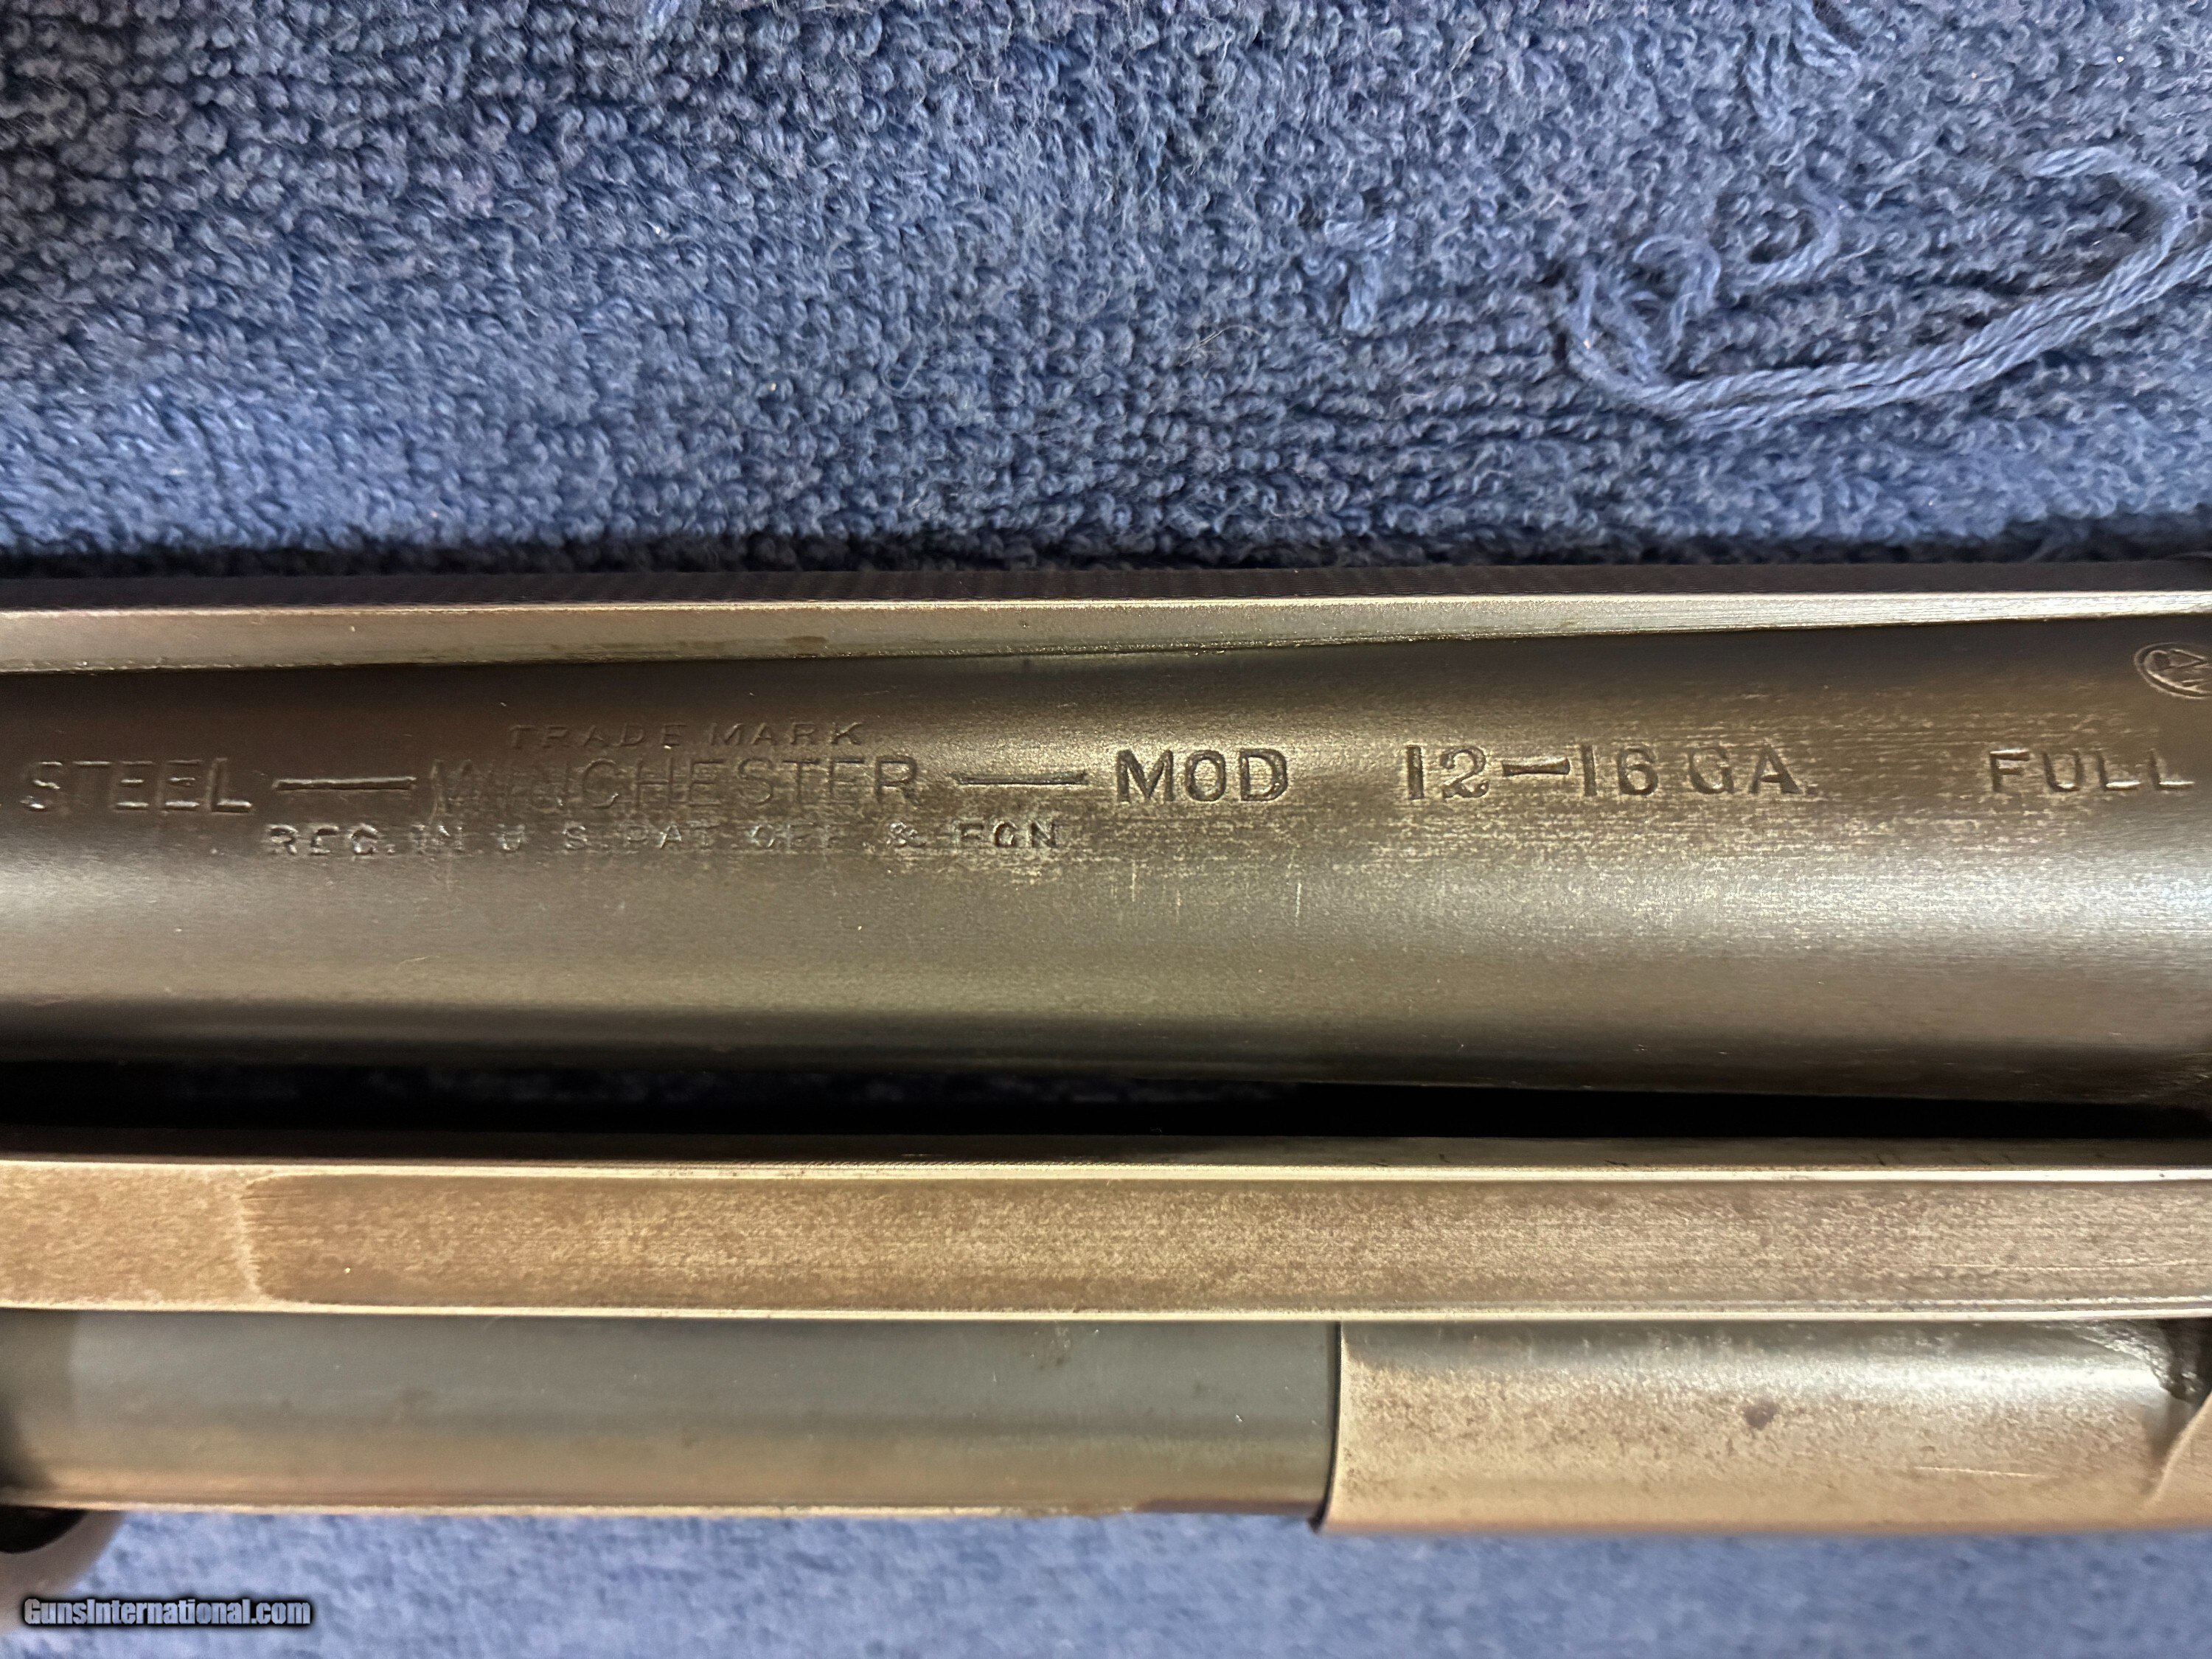 TRADE MARK
STEEL — WINCHESTER — MOD 12—16 GA. FULL
REG. IN U.S. PAT. OFF. & FGN
GunsInternational.com